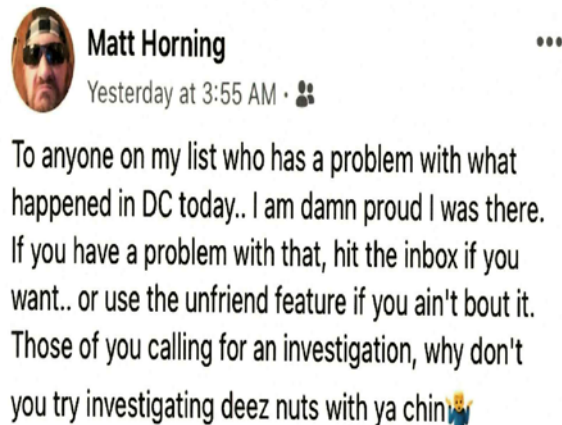 Matt Horning
Yesterday at 3:55 AM ·
To anyone on my list who has a problem with what
happened in DC today.. I am damn proud I was there.
If you have a problem with that, hit the inbox if you
want.. or use the unfriend feature if you ain't bout it.
Those of you calling for an investigation, why don't
you try investigating deez nuts with ya chin🤷‍♂️